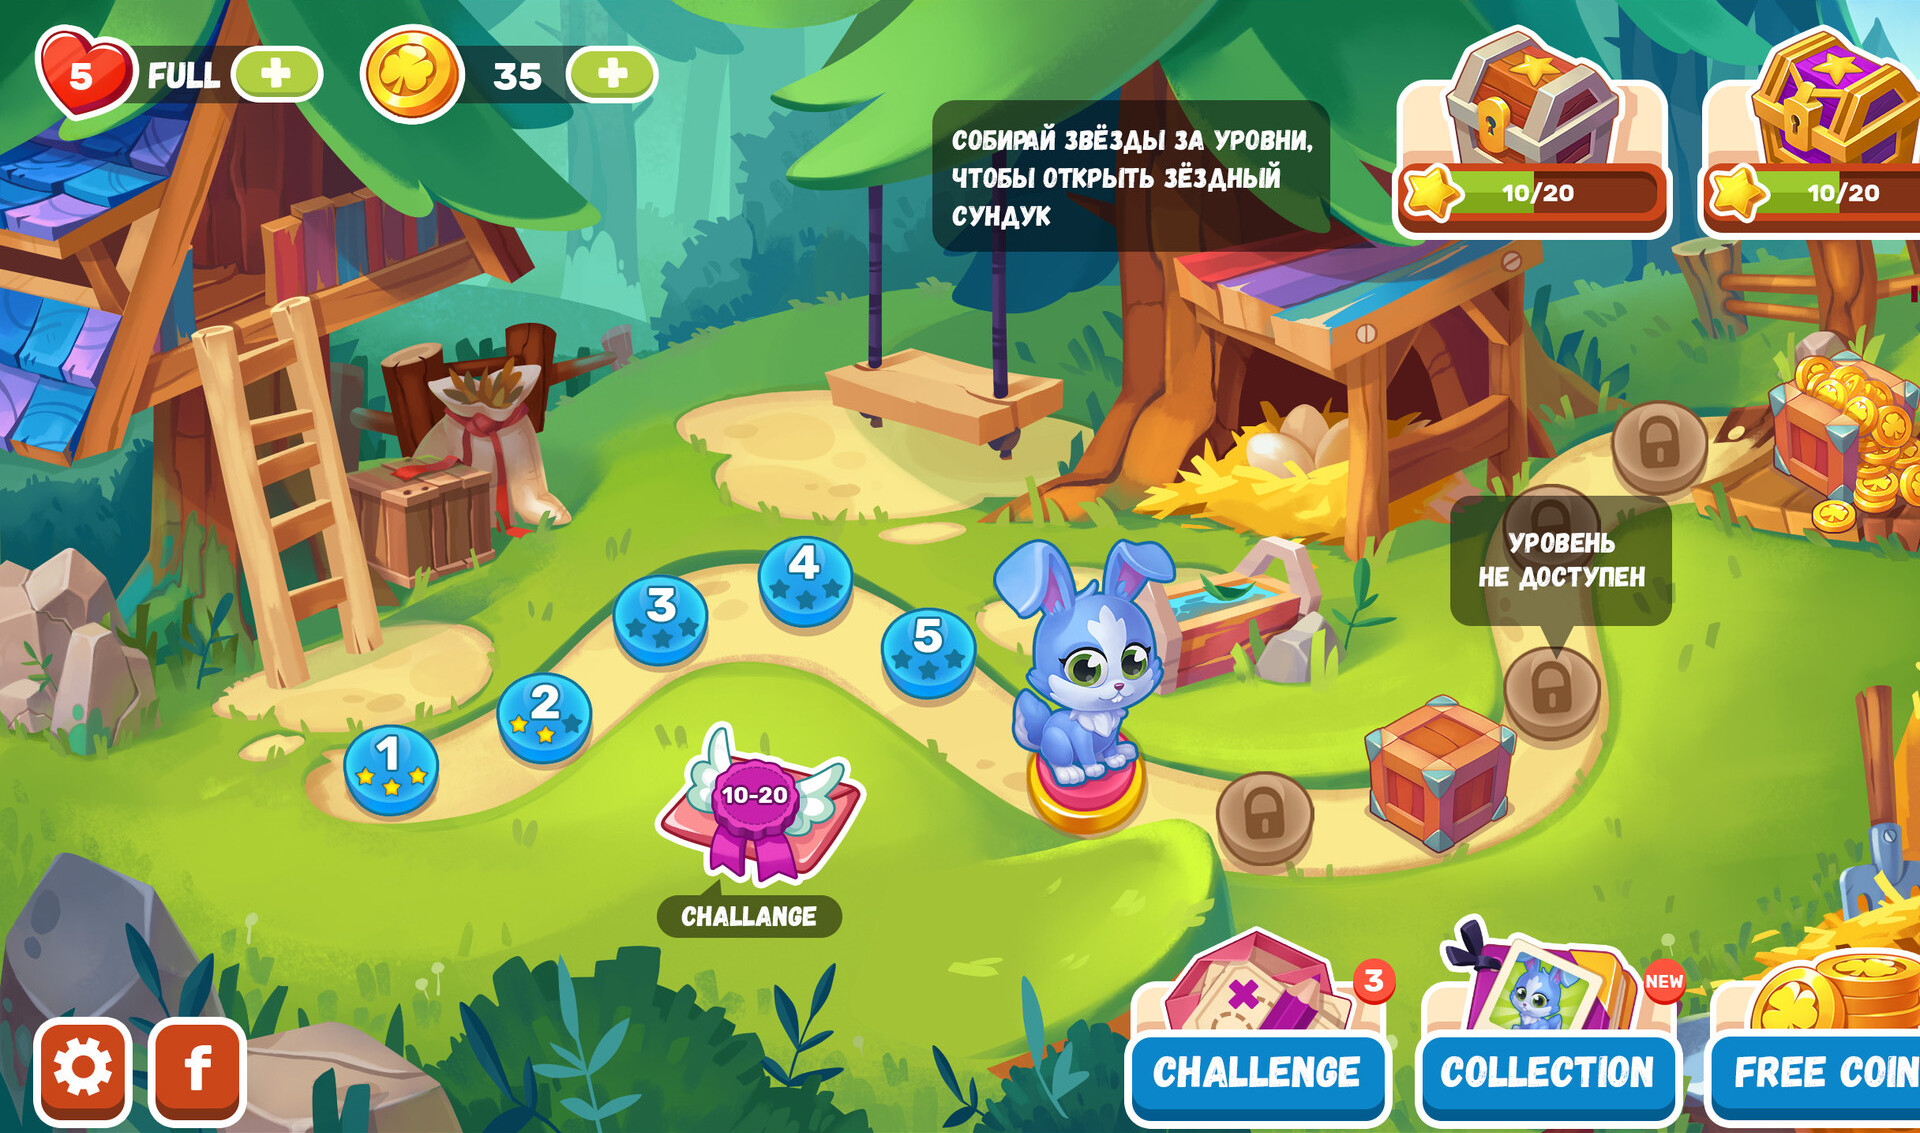 5 FULL
35
СОБИРАЙ ЗВЁЗДЫ ЗА УРОВНИ,
ЧТОБЫ ОТКРЫТЬ ЗЁЗДНЫЙ
СУНДУК
10/20
10/20
УРОВЕНЬ
НЕ ДОСТУПЕН
4
3
5
2
1
10-20
CHALLANGE
3
NEW
f
CHALLENGE
COLLECTION
FREE COIN